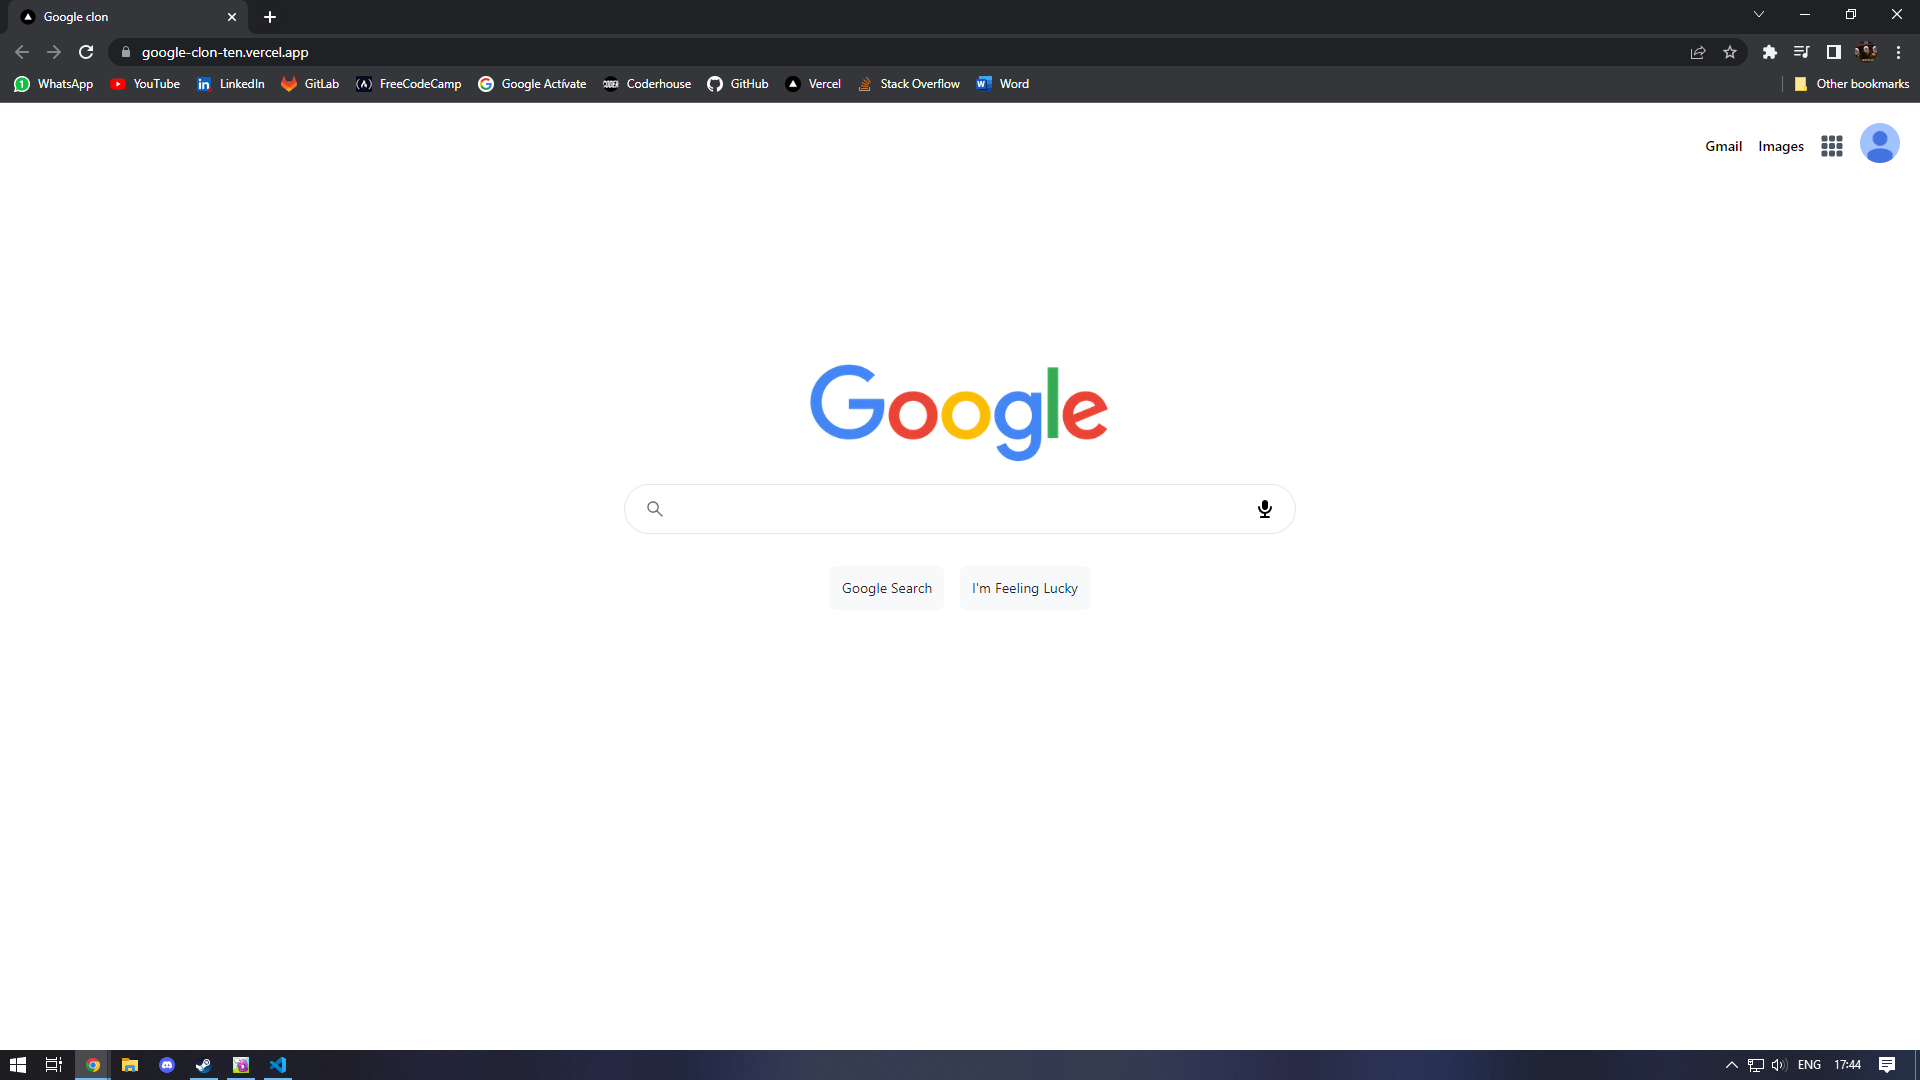 Google clon
google-clon-ten.vercel.app
WhatsApp YouTube LinkedIn GitLab FreeCodeCamp Google Actívate Coderhouse GitHub Vercel Stack Overflow Word Other bookmarks
Gmail Images
Google
Google Search I'm Feeling Lucky
ENG 17:44